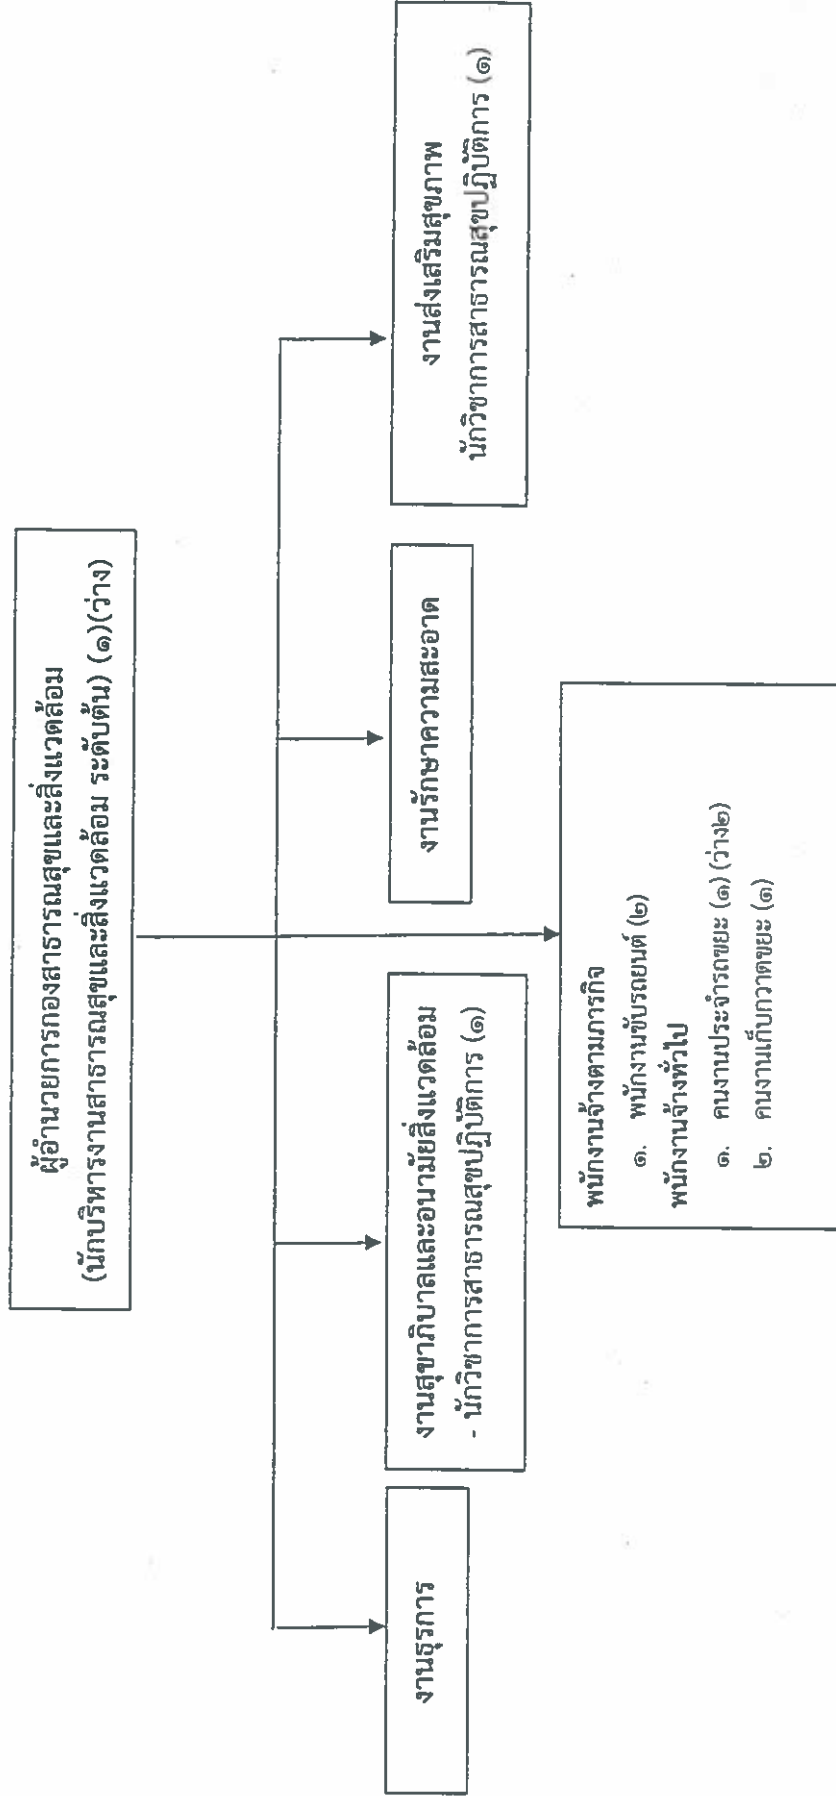 ผู้อำนวยการกองสาธารณสุขและสิ่งแวดล้อม
(นักบริหารงานสาธารณสุขและสิ่งแวดล้อม ระดับต้น) (๑)(ว่าง)
งานธุรการ
งานสุขาภิบาลและอนามัยสิ่งแวดล้อม
- นักวิชาการสาธารณสุขปฏิบัติการ (๑)
งานรักษาความสะอาด
งานส่งเสริมสุขภาพ
นักวิชาการสาธารณสุขปฏิบัติการ (๑)
พนักงานจ้างตามภารกิจ
๑. พนักงานขับรถยนต์ (๒)
พนักงานจ้างทั่วไป
๑. คนงานประจำรถขยะ (๑) (ว่าง๒)
๒. คนงานเก็บกวาดขยะ (๑)